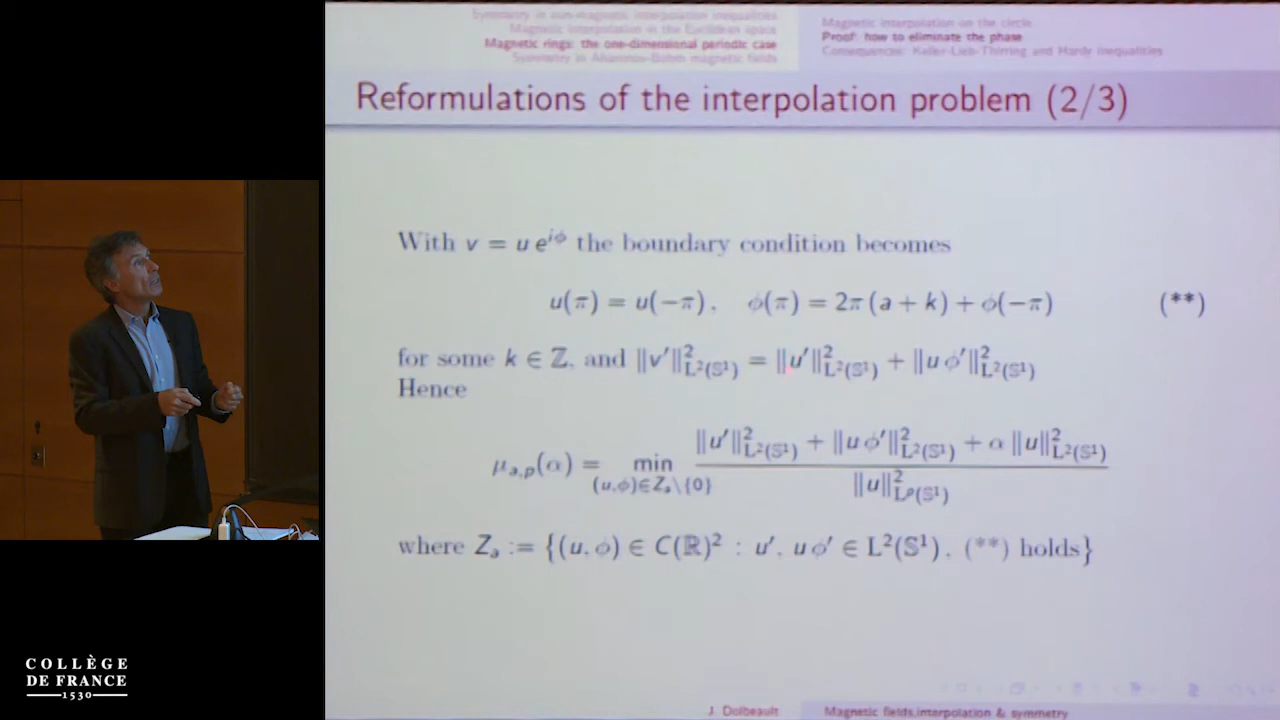 Symmetry in non-magnetic interpolation inequalities
Magnetic interpolation in the Euclidean space
Magnetic rings: the one-dimensional periodic case
Symmetry in Aharonov-Bohm magnetic fields
Magnetic interpolation on the circle
Proof: how to eliminate the phase
Consequences: Keller-Lieb-Thirring and Hardy inequalities
Reformulations of the interpolation problem (2/3)
With v = u e^{iϕ} the boundary condition becomes
u(π) = u(−π), ϕ(π) = 2π(a + k) + ϕ(−π) (**)
for some k ∈ ℤ, and ‖v′‖²_{L²(𝕊¹)} = ‖u′‖²_{L²(𝕊¹)} + ‖u ϕ′‖²_{L²(𝕊¹)}
Hence
μ_{a,p}(α) = min_{(u,ϕ)∈Z_a\{0}} (‖u′‖²_{L²(𝕊¹)} + ‖u ϕ′‖²_{L²(𝕊¹)} + α ‖u‖²_{L²(𝕊¹)}) / ‖u‖²_{L^p(𝕊¹)}
where Z_a := {(u, ϕ) ∈ C(ℝ)² : u′, u ϕ′ ∈ L²(𝕊¹), (**) holds}
J. Dolbeault
Magnetic fields, interpolation & symmetry
COLLÈGE
DE FRANCE
1530